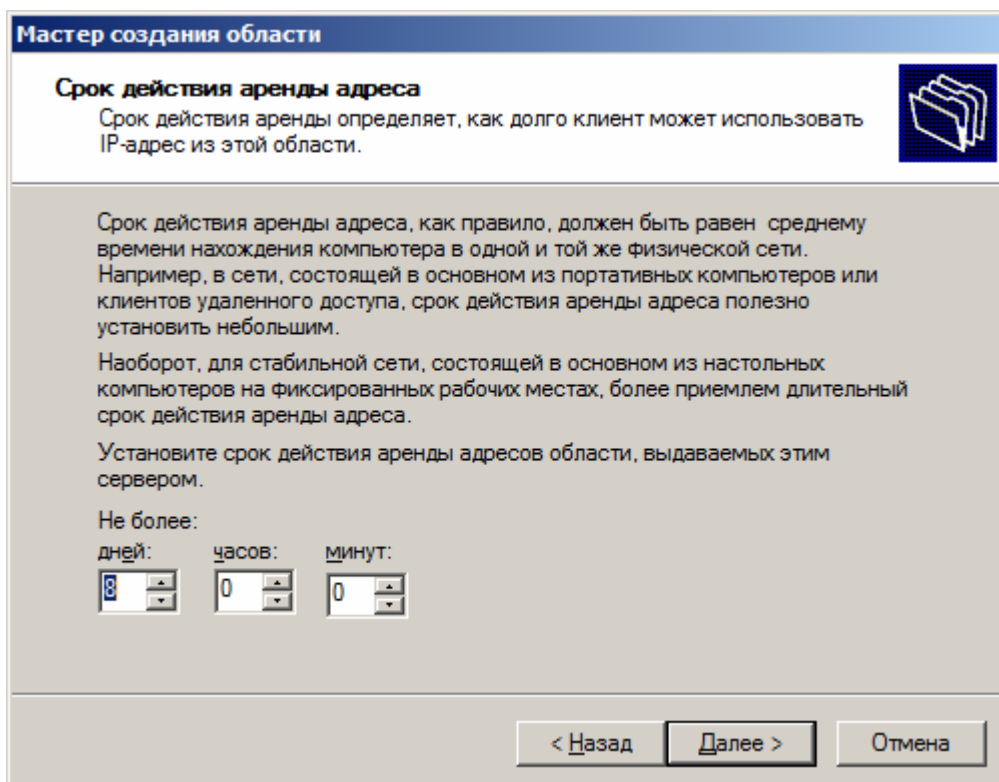 Мастер создания области
Срок действия аренды адреса
Срок действия аренды определяет, как долго клиент может использовать
IP-адрес из этой области.
Срок действия аренды адреса, как правило, должен быть равен среднему
времени нахождения компьютера в одной и той же физической сети.
Например, в сети, состоящей в основном из портативных компьютеров или
клиентов удаленного доступа, срок действия аренды адреса полезно
установить небольшим.
Наоборот, для стабильной сети, состоящей в основном из настольных
компьютеров на фиксированных рабочих местах, более приемлем длительный
срок действия аренды адреса.
Установите срок действия аренды адресов области, выдаваемых этим
сервером.
Не более:
дней: часов: минут:
8 0 0
< Назад Далее > Отмена